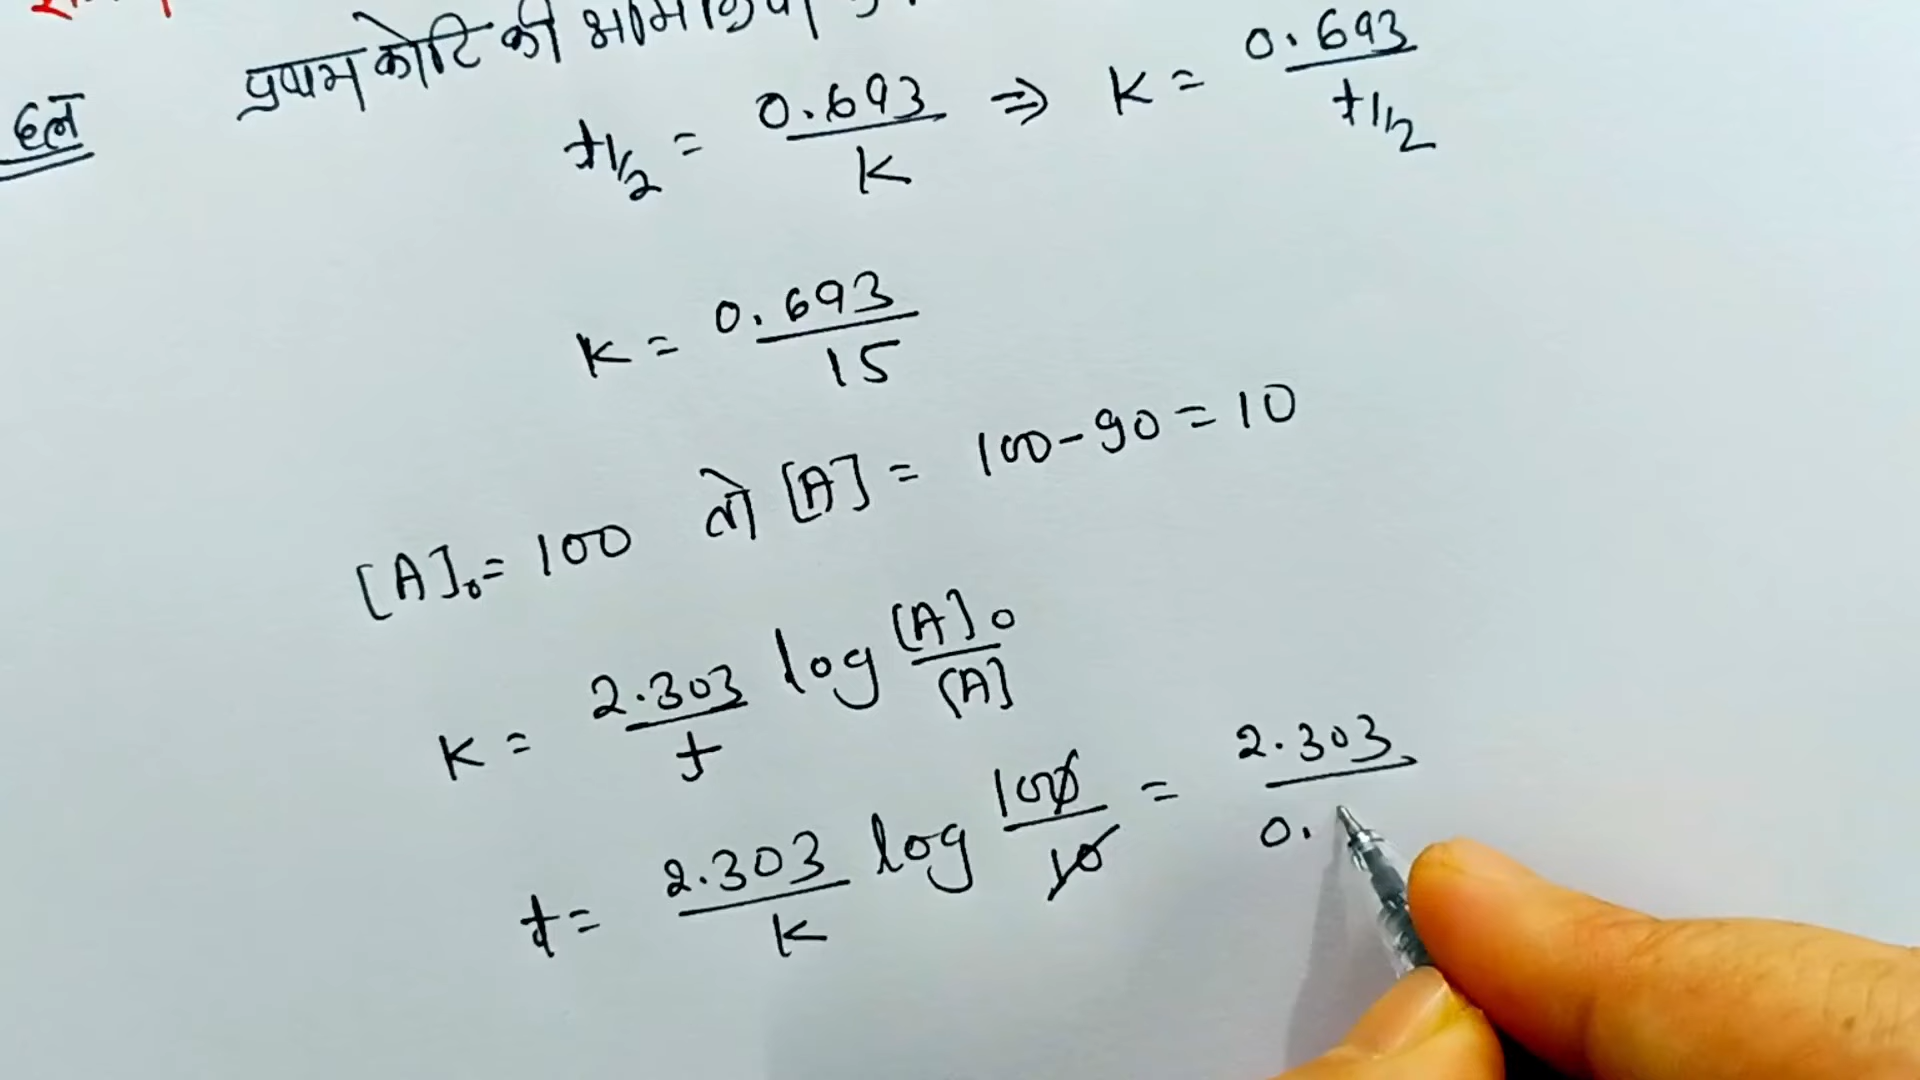 हल प्रथम कोटि की
t1/2 = 0.693/K ⇒ K = 0.693/t1/2
K = 0.693/15
[A]₀ = 100 तो [A] = 100 - 90 = 10
K = 2.303/t log [A]₀/[A]
t = 2.303/K log 100/10 = 2.303/0.